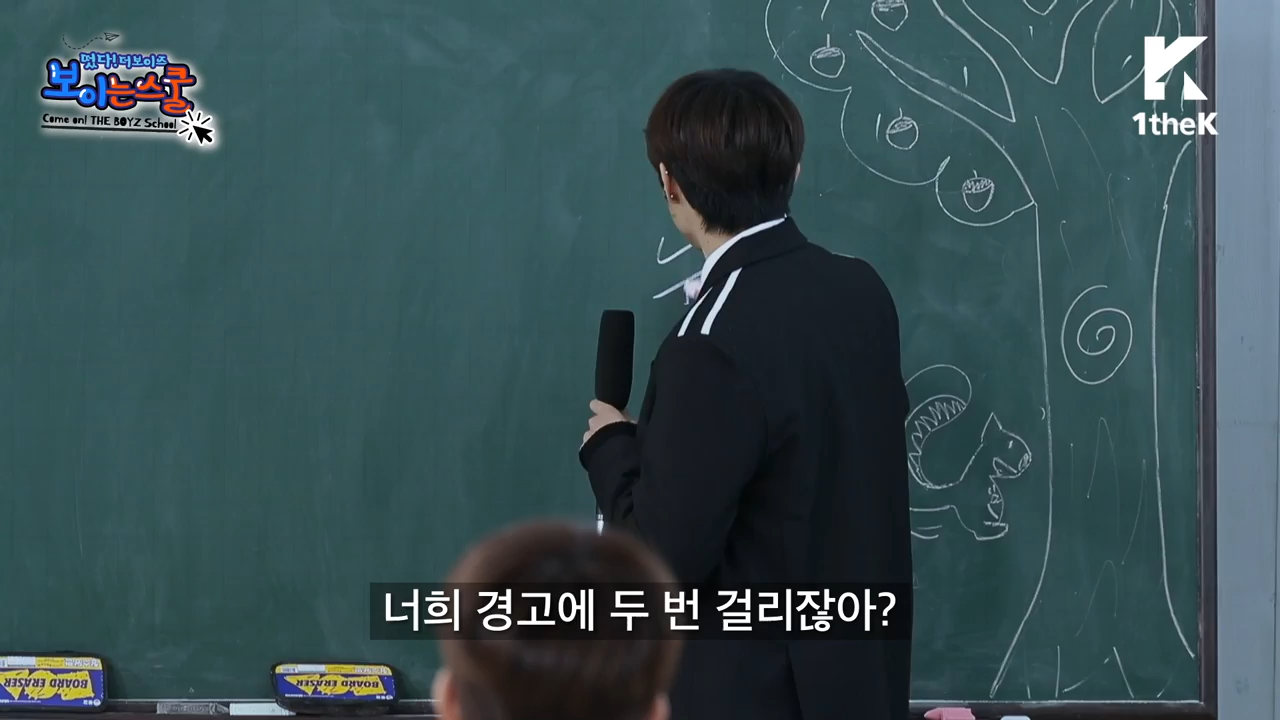 떴다! 더보이즈
보이는스쿨
Come on! THE BOYZ School
1theK
너희 경고에 두 번 걸리잖아?
BOARD ERASER
BOARD ERASER